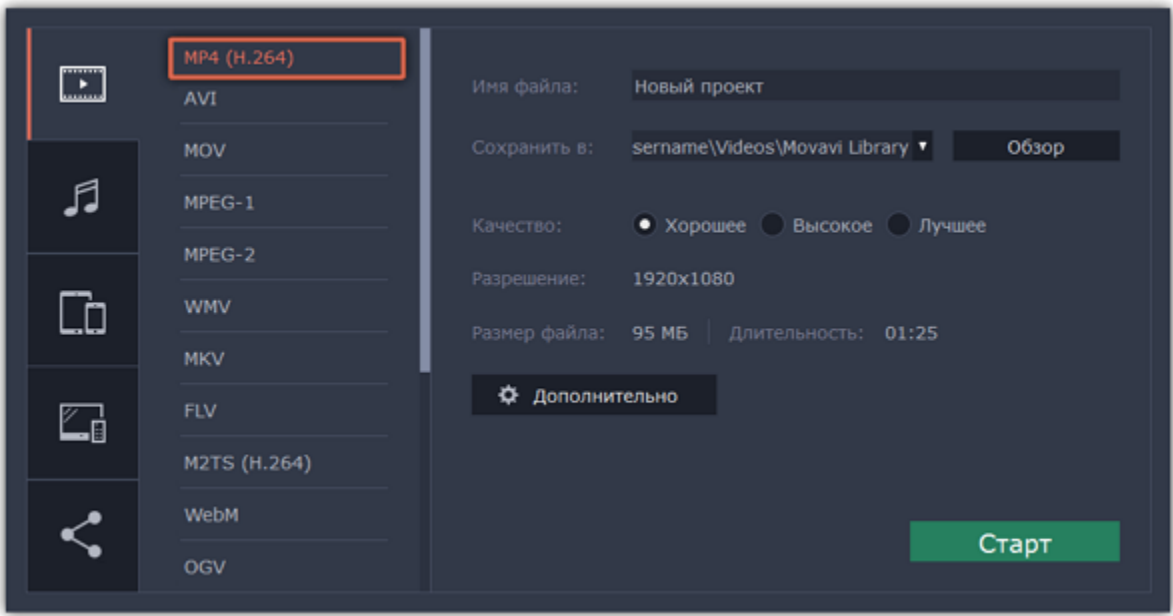 MP4 (H.264)
AVI
MOV
MPEG-1
MPEG-2
WMV
MKV
FLV
M2TS (H.264)
WebM
OGV
Имя файла: Новый проект
Сохранить в: sername\Videos\Movavi Library Обзор
Качество: Хорошее Высокое Лучшее
Разрешение: 1920x1080
Размер файла: 95 МБ Длительность: 01:25
Дополнительно
Старт